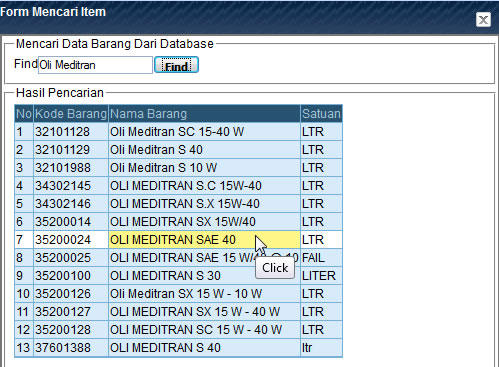 Form Mencari Item
Mencari Data Barang Dari Database
Find Oli Meditran Find
Hasil Pencarian
No Kode Barang Nama Barang Satuan
1 32101128 Oli Meditran SC 15-40 W LTR
2 32101129 Oli Meditran S 40 LTR
3 32101988 Oli Meditran S 10 W LTR
4 34302145 OLI MEDITRAN S.C 15W-40 LTR
5 34302146 OLI MEDITRAN S.X 15W-40 LTR
6 35200014 OLI MEDITRAN SX 15W/40 LTR
7 35200024 OLI MEDITRAN SAE 40 LTR
8 35200025 OLI MEDITRAN SAE 15 W/40 @ 10 FAIL
Click
9 35200100 OLI MEDITRAN S 30 LITER
10 35200126 Oli Meditran SX 15 W - 10 W LTR
11 35200127 OLI MEDITRAN SX 15 W - 40 W LTR
12 35200128 OLI MEDITRAN SC 15 W - 40 W LTR
13 37601388 OLI MEDITRAN S 40 ltr